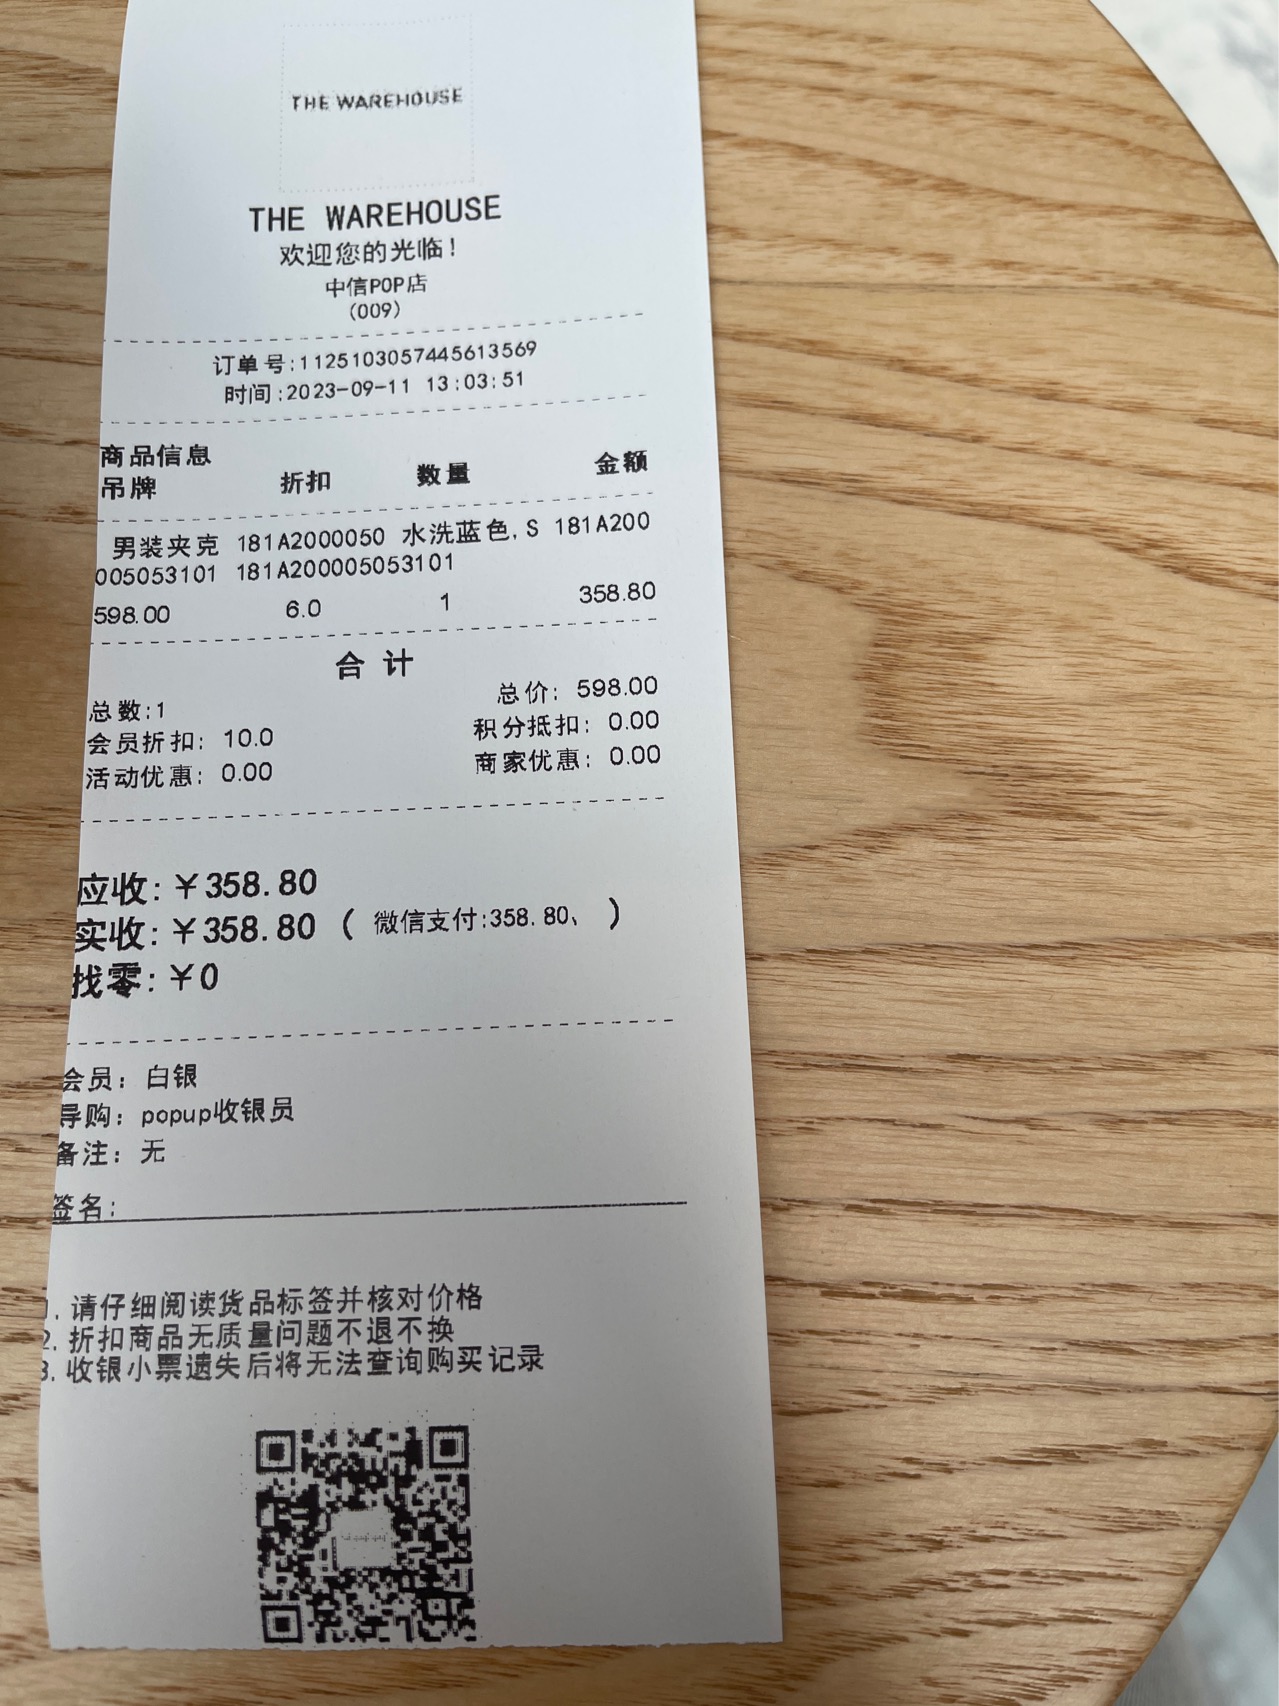 THE WAREHOUSE
THE WAREHOUSE
欢迎您的光临!
中信POP店
(009)
订单号:1125103057445613569
时间:2023-09-11 13:03:51
商品信息
吊牌 折扣 数量 金额
男装夹克 181A2000050 水洗蓝色,S 181A200
005053101 181A200005053101
598.00 6.0 1 358.80
合 计
总数:1 总价: 598.00
会员折扣: 10.0 积分抵扣: 0.00
活动优惠: 0.00 商家优惠: 0.00
应收:￥358.80
实收:￥358.80 ( 微信支付:358.80、 )
找零:￥0
会员: 白银
导购: popup收银员
备注: 无
签名:
1. 请仔细阅读货品标签并核对价格
2. 折扣商品无质量问题不退不换
3. 收银小票遗失后将无法查询购买记录